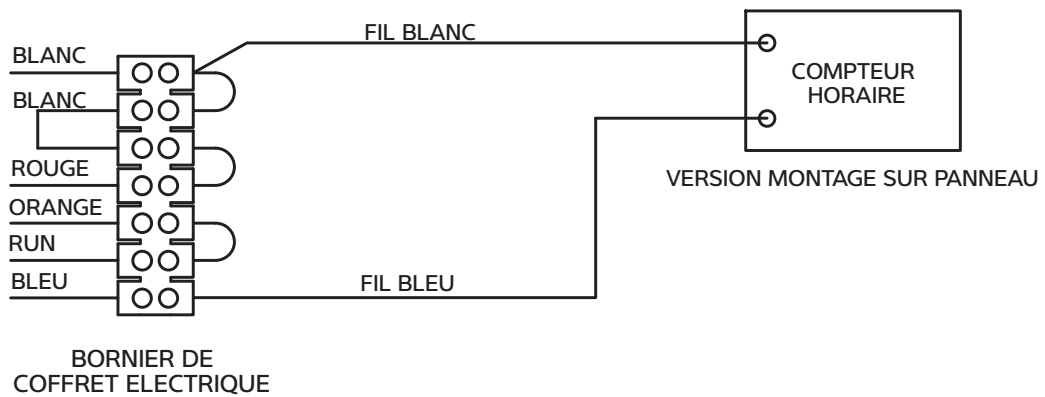 FIL BLANC
BLANC
COMPTEUR
HORAIRE
BLANC
ROUGE
VERSION MONTAGE SUR PANNEAU
ORANGE
RUN
BLEU
FIL BLEU
BORNIER DE
COFFRET ELECTRIQUE